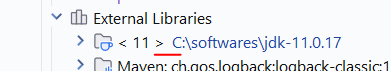 External Libraries
< 11 > C:\softwares\jdk-11.0.17
Maven: ch.qos.logback:logback-classic:1